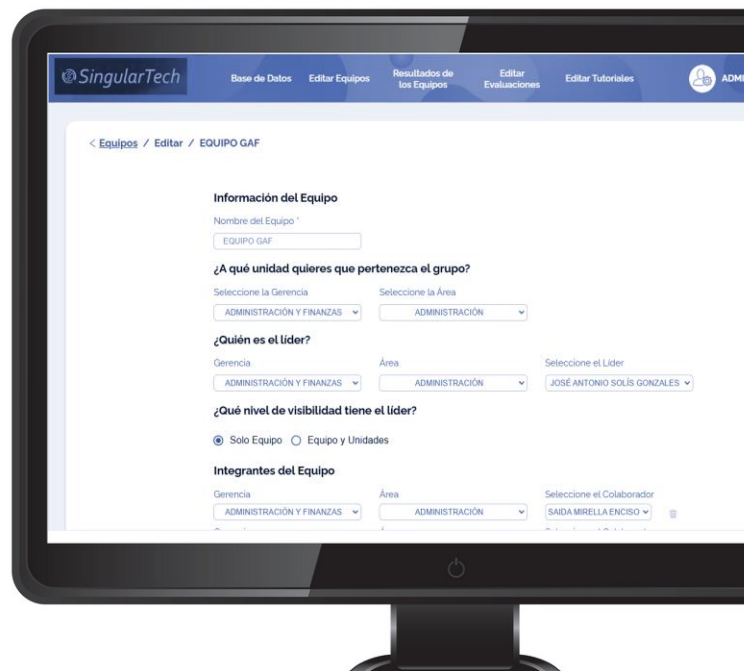 SingularTech
Base de Datos Editar Equipos Resultados de los Equipos Editar Evaluaciones Editar Tutoriales
< Equipos / Editar / EQUIPO GAF
Información del Equipo
Nombre del Equipo *
EQUIPO GAF
¿A qué unidad quieres que pertenezca el grupo?
Seleccione la Gerencia Seleccione la Área
ADMINISTRACIÓN Y FINANZAS ADMINISTRACIÓN
¿Quién es el líder?
Gerencia Área Seleccione el Líder
ADMINISTRACIÓN Y FINANZAS ADMINISTRACIÓN JOSÉ ANTONIO SOLÍS GONZALES
¿Qué nivel de visibilidad tiene el líder?
Solo Equipo Equipo y Unidades
Integrantes del Equipo
Gerencia Área Seleccione el Colaborador
ADMINISTRACIÓN Y FINANZAS ADMINISTRACIÓN SAIDA MIRELLA ENCISO